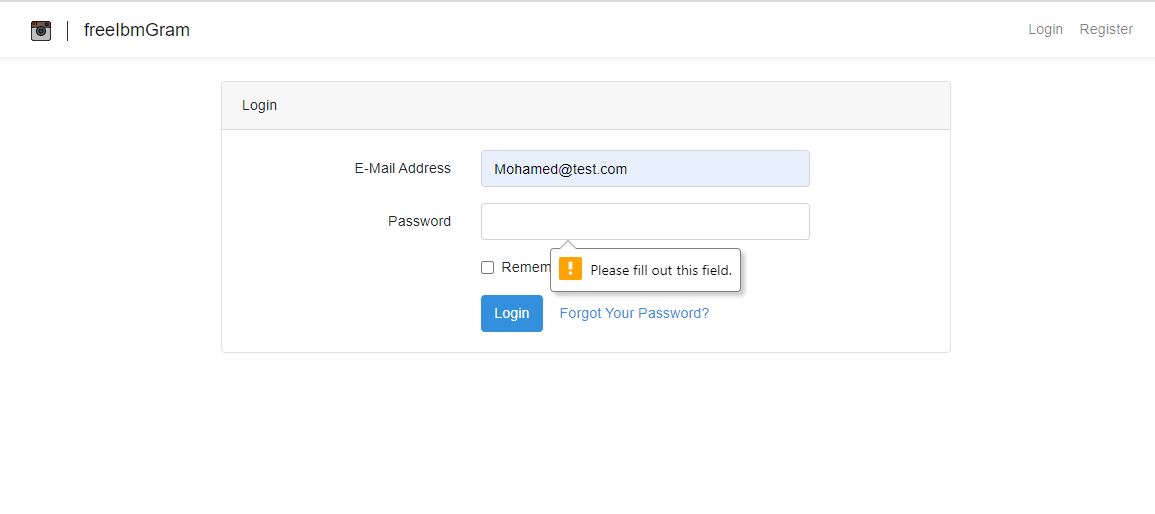 freeIbmGram
Login Register
Login
E-Mail Address Mohamed@test.com
Password
Please fill out this field.
Login Forgot Your Password?